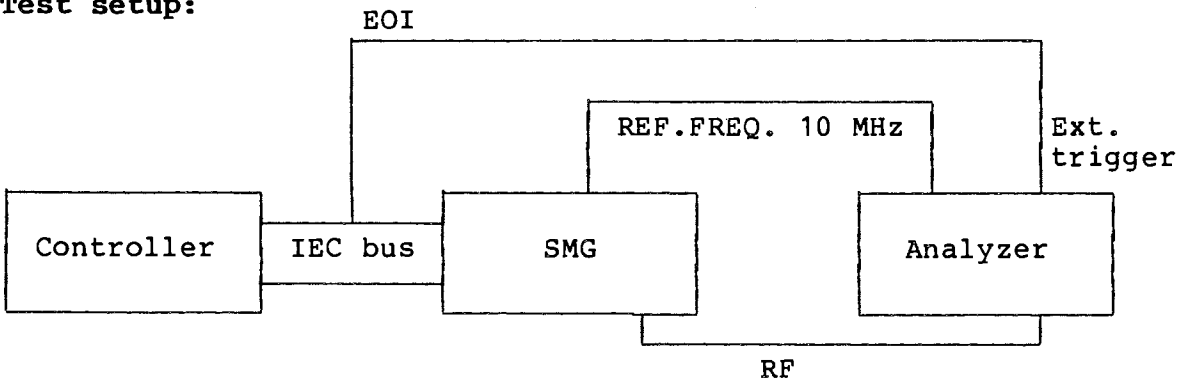 Test setup:
EOI
REF.FREQ. 10 MHz
Ext.
trigger
Controller
IEC bus
SMG
Analyzer
RF